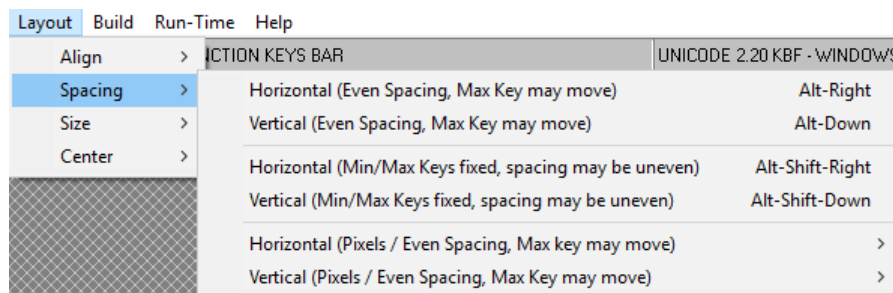 Layout Build Run-Time Help
Align > NCTION KEYS BAR UNICODE 2.20 KBF - WINDOWS
Spacing >
Size >
Center >
Horizontal (Even Spacing, Max Key may move) Alt-Right
Vertical (Even Spacing, Max Key may move) Alt-Down
Horizontal (Min/Max Keys fixed, spacing may be uneven) Alt-Shift-Right
Vertical (Min/Max Keys fixed, spacing may be uneven) Alt-Shift-Down
Horizontal (Pixels / Even Spacing, Max key may move) >
Vertical (Pixels / Even Spacing, Max Key may move) >